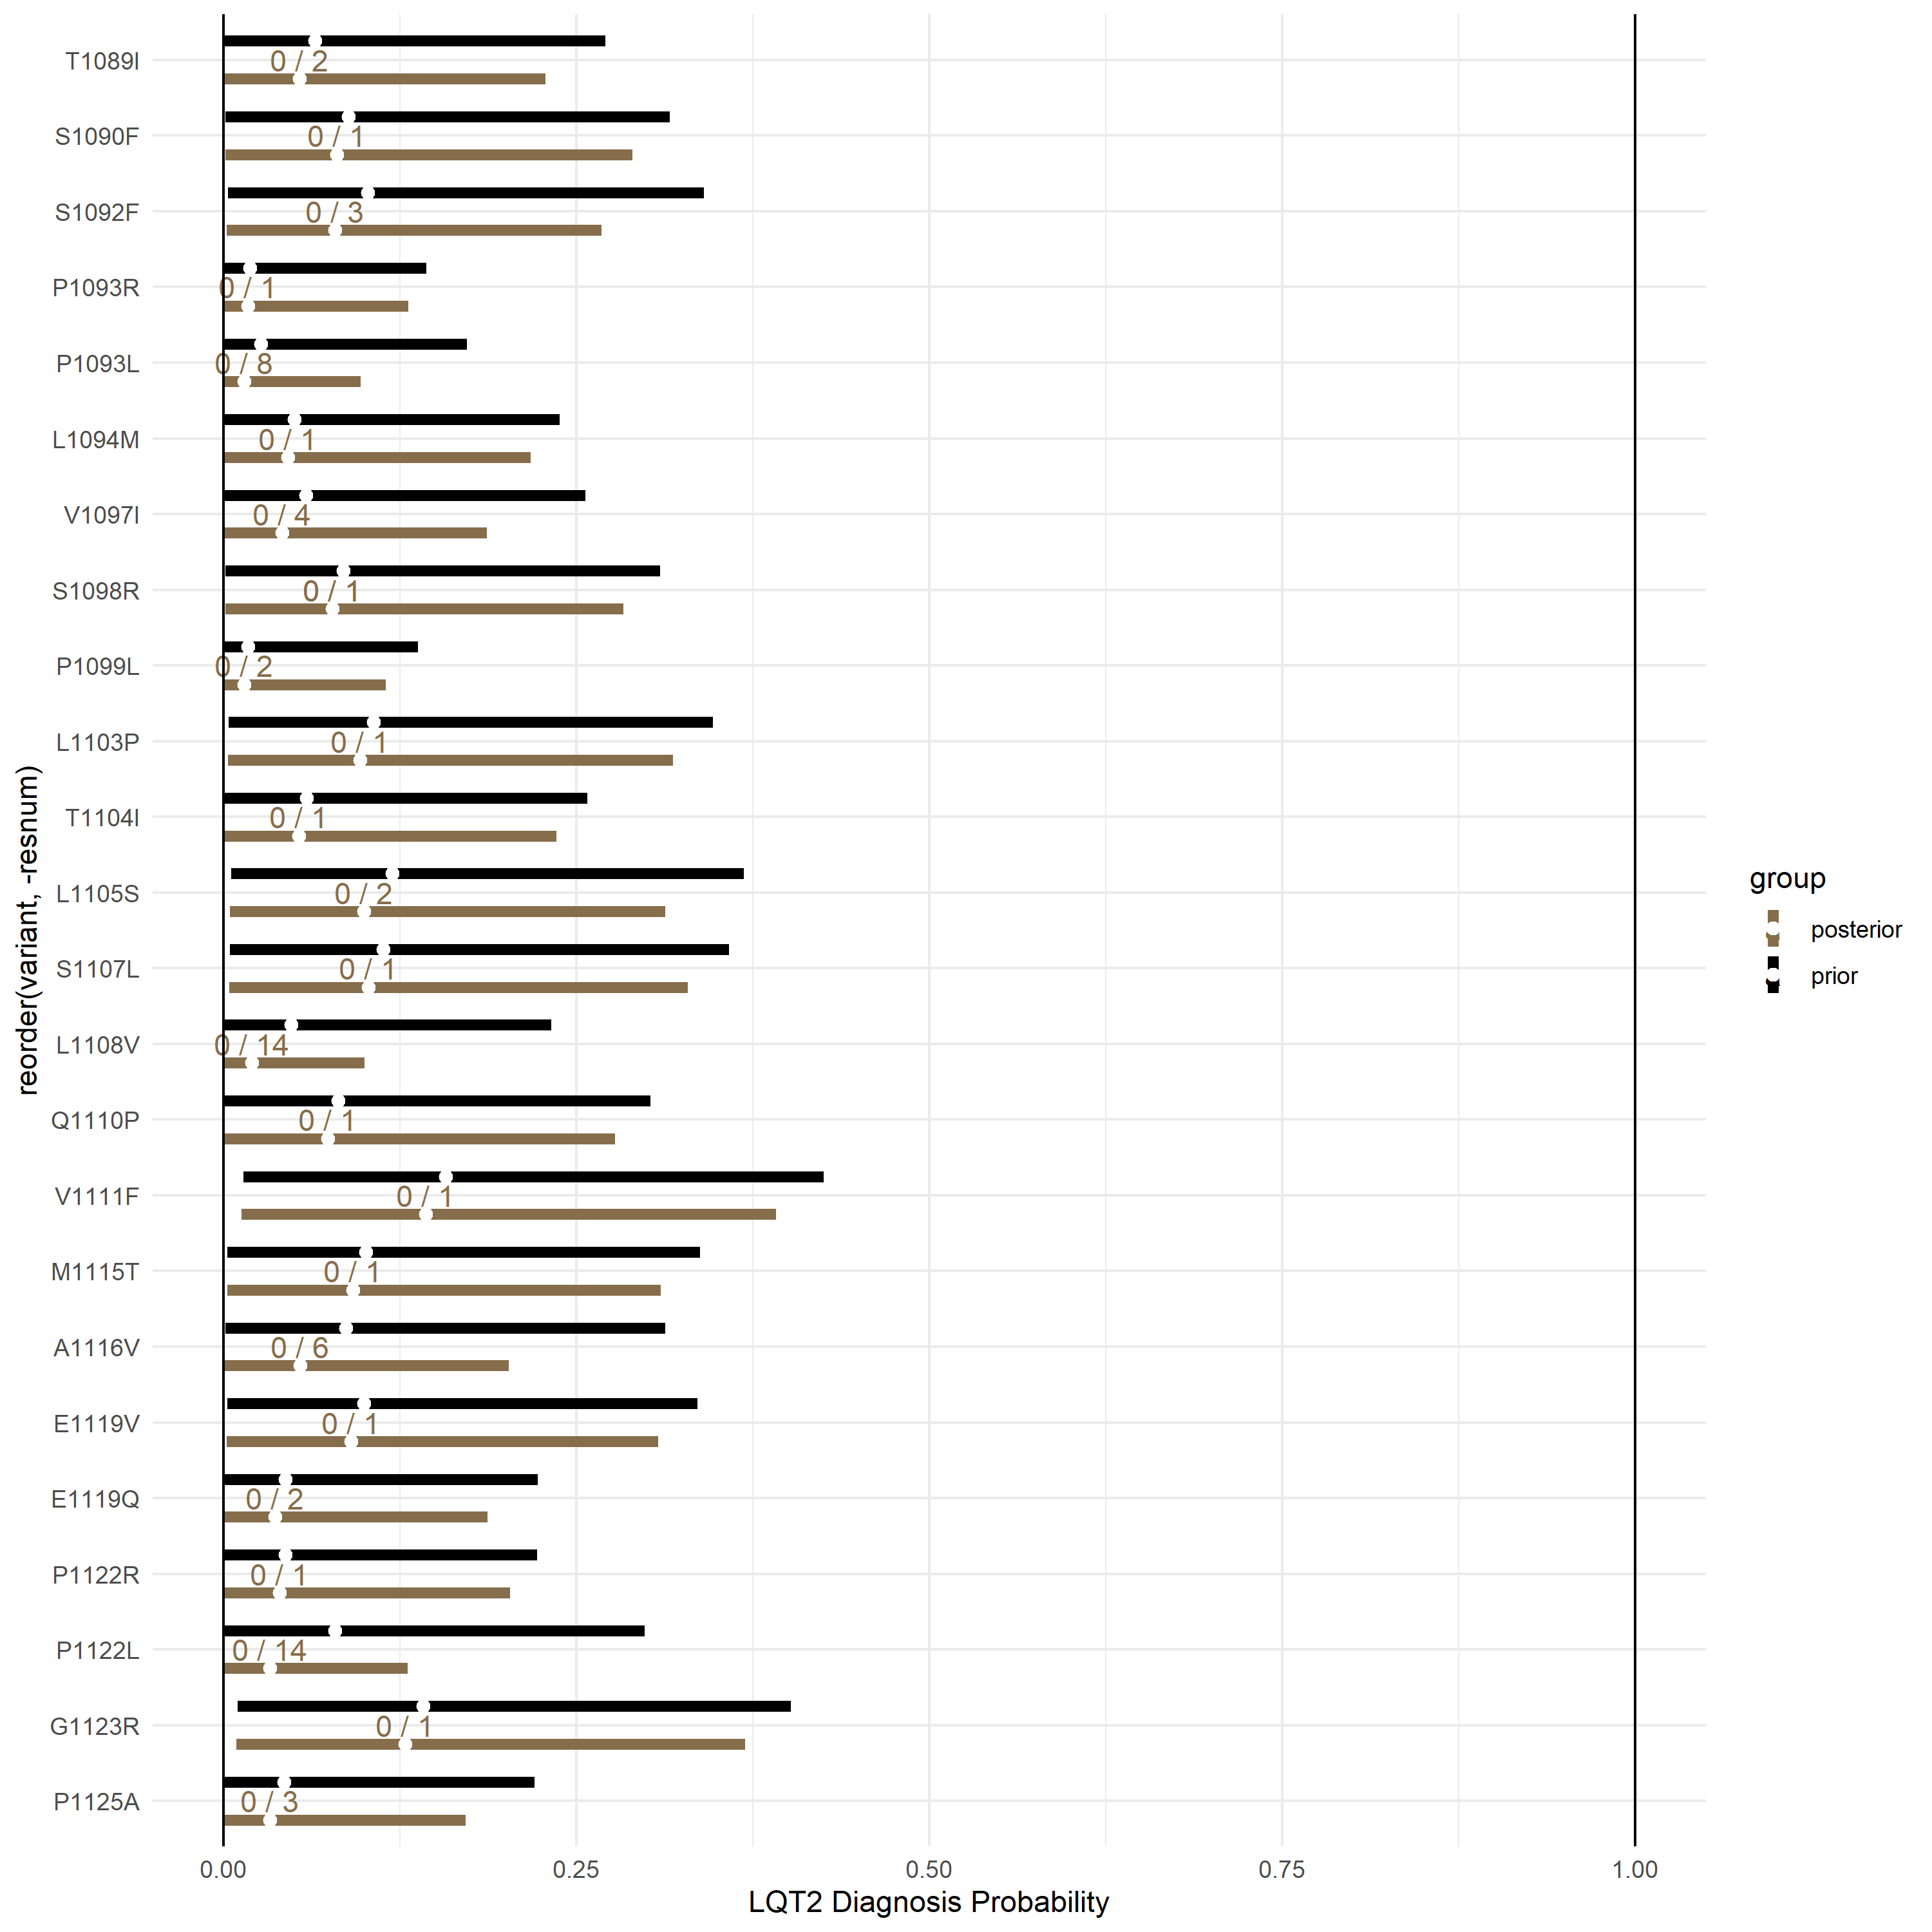 T1089I
0 / 2
S1090F
0 / 1
S1092F
0 / 3
P1093R
0 / 1
P1093L
0 / 8
L1094M
0 / 1
V1097I
0 / 4
S1098R
0 / 1
P1099L
0 / 2
L1103P
0 / 1
T1104I
0 / 1
L1105S
0 / 2
S1107L
0 / 1
L1108V
0 / 14
Q1110P
0 / 1
V1111F
0 / 1
M1115T
0 / 1
A1116V
0 / 6
E1119V
0 / 1
E1119Q
0 / 2
P1122R
0 / 1
P1122L
0 / 14
G1123R
0 / 1
P1125A
0 / 3
reorder(variant, -resnum)
0.00 0.25 0.50 0.75 1.00
LQT2 Diagnosis Probability
group
posterior
prior